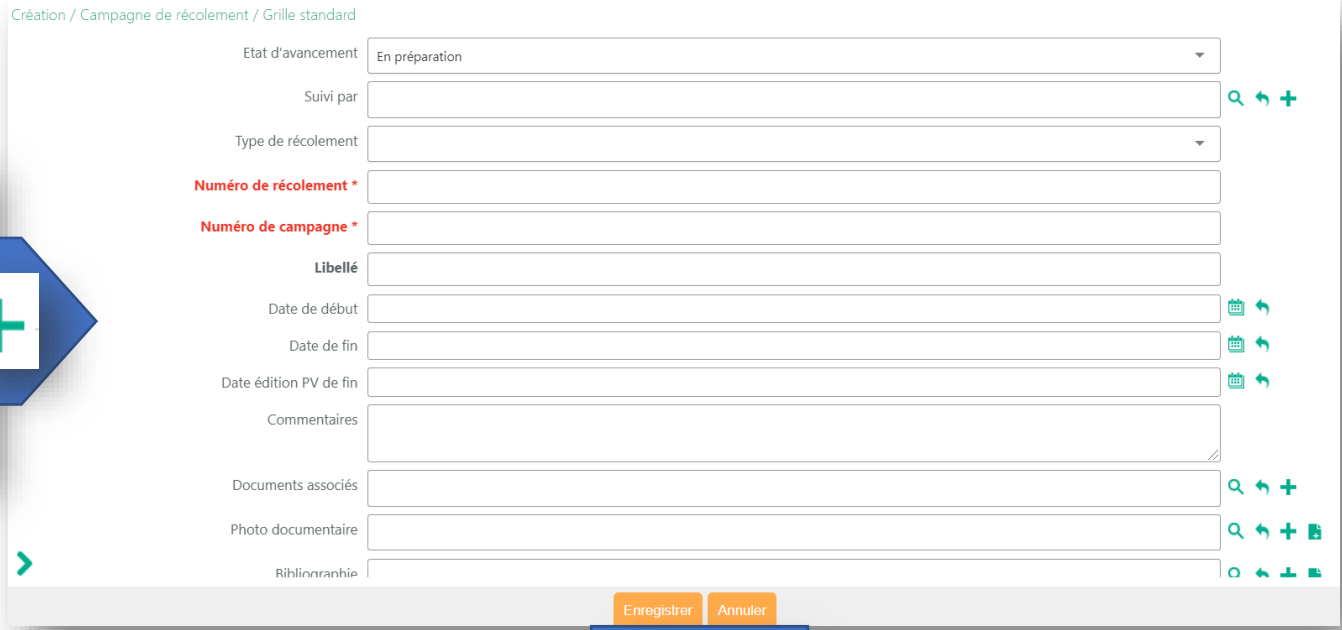 Création / Campagne de récolement / Grille standard
Etat d'avancement En préparation
Suivi par
Type de récolement
Numéro de récolement *
Numéro de campagne *
Libellé
Date de début
Date de fin
Date édition PV de fin
Commentaires
Documents associés
Photo documentaire
Bibliographie
Enregistrer Annuler